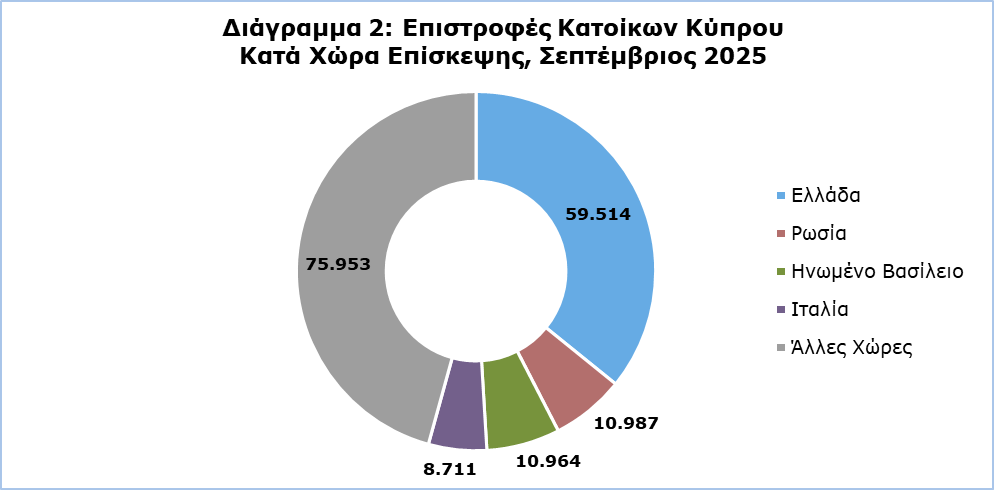 Διάγραμμα 2: Επιστροφές Κατοίκων Κύπρου
Κατά Χώρα Επίσκεψης, Σεπτέμβριος 2025
59.514
10.987
10.964
8.711
75.953
Ελλάδα
Ρωσία
Ηνωμένο Βασίλειο
Ιταλία
Άλλες Χώρες